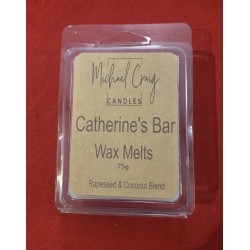 Michael Craig
CANDLES
Catherine's Bar
Wax Melts
75g
Rapeseed & Coconut Blend